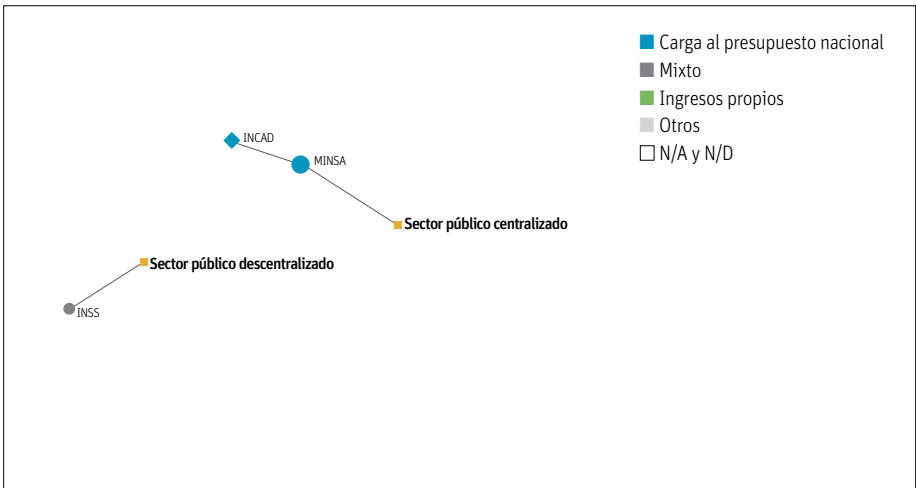 Carga al presupuesto nacional
Mixto
Ingresos propios
Otros
N/A y N/D
INCAD
MINSA
Sector público centralizado
Sector público descentralizado
INSS